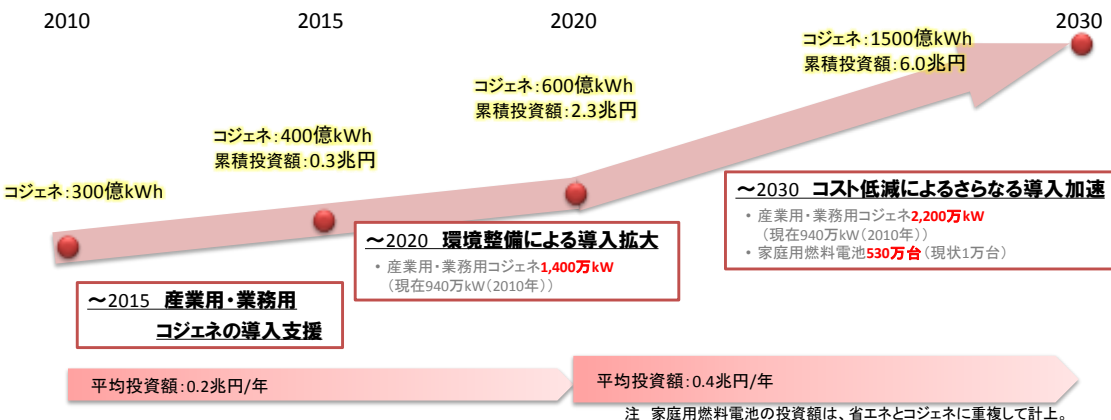 2010
2015
2020
2030
コジェネ:300億kWh
コジェネ:400億kWh
累積投資額:0.3兆円
コジェネ:600億kWh
累積投資額:2.3兆円
コジェネ:1500億kWh
累積投資額:6.0兆円
～2015 産業用・業務用
コジェネの導入支援
～2020 環境整備による導入拡大
・産業用・業務用コジェネ1,400万kW
(現在940万kW(2010年))
～2030 コスト低減によるさらなる導入加速
・産業用・業務用コジェネ2,200万kW
(現在940万kW(2010年))
・家庭用燃料電池530万台(現状1万台)
平均投資額:0.2兆円/年
平均投資額:0.4兆円/年
注 家庭用燃料電池の投資額は、省エネとコジェネに重複して計上。